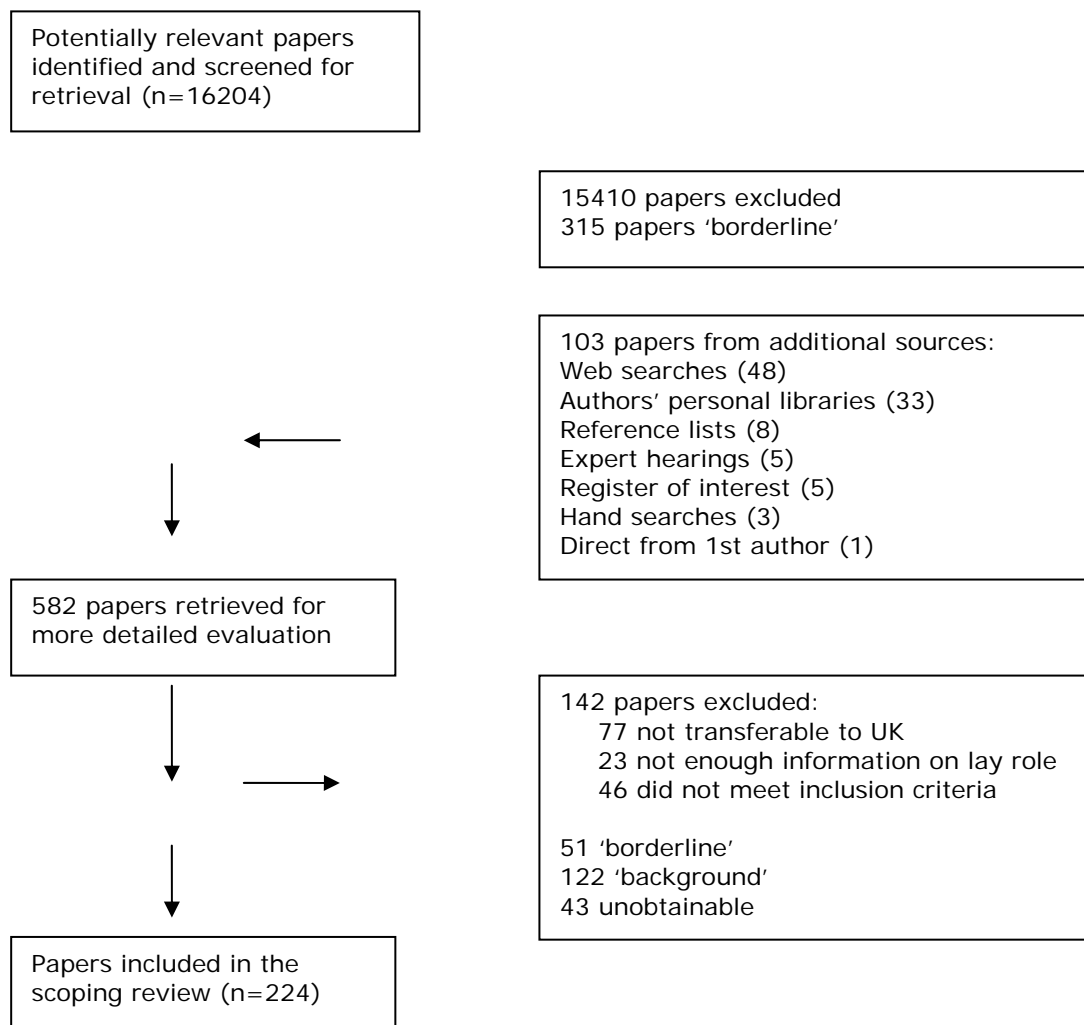 Potentially relevant papers
identified and screened for
retrieval (n=16204)
15410 papers excluded
315 papers ‘borderline’
103 papers from additional sources:
Web searches (48)
Authors’ personal libraries (33)
Reference lists (8)
Expert hearings (5)
Register of interest (5)
Hand searches (3)
Direct from 1st author (1)
582 papers retrieved for
more detailed evaluation
142 papers excluded:
77 not transferable to UK
23 not enough information on lay role
46 did not meet inclusion criteria
51 ‘borderline’
122 ‘background’
43 unobtainable
Papers included in the
scoping review (n=224)